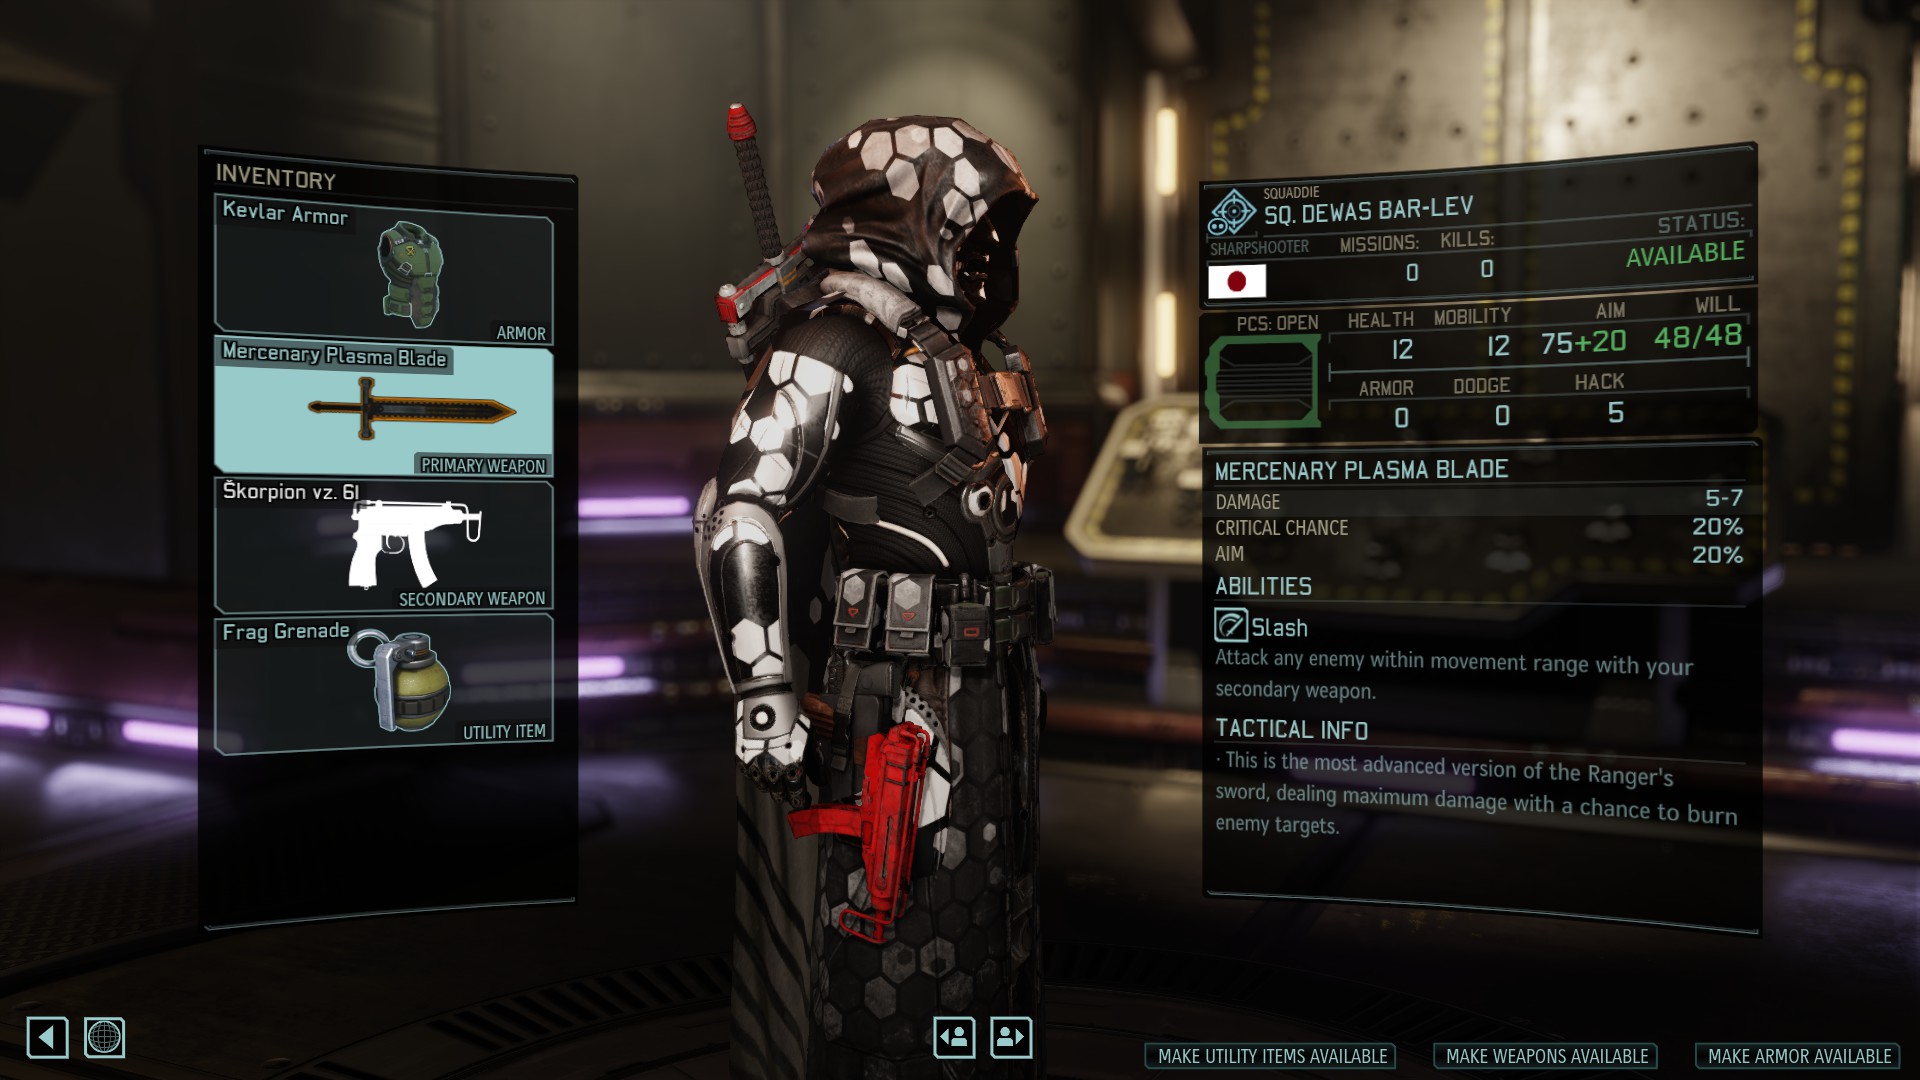 INVENTORY
Kevlar Armor
ARMOR
Mercenary Plasma Blade
PRIMARY WEAPON
Škorpion vz. 61
SECONDARY WEAPON
Frag Grenade
UTILITY ITEM
SQUADDIE
SQ. DEWAS BAR-LEV
SHARPSHOOTER
MISSIONS: KILLS:
0 0
STATUS:
AVAILABLE
PCS: OPEN
HEALTH MOBILITY AIM WILL
12 12 75+20 48/48
ARMOR DODGE HACK
0 0 5
MERCENARY PLASMA BLADE
DAMAGE 5-7
CRITICAL CHANCE 20%
AIM 20%
ABILITIES
Slash
Attack any enemy within movement range with your
secondary weapon.
TACTICAL INFO
· This is the most advanced version of the Ranger's
sword, dealing maximum damage with a chance to burn
enemy targets.
MAKE UTILITY ITEMS AVAILABLE MAKE WEAPONS AVAILABLE MAKE ARMOR AVAILABLE